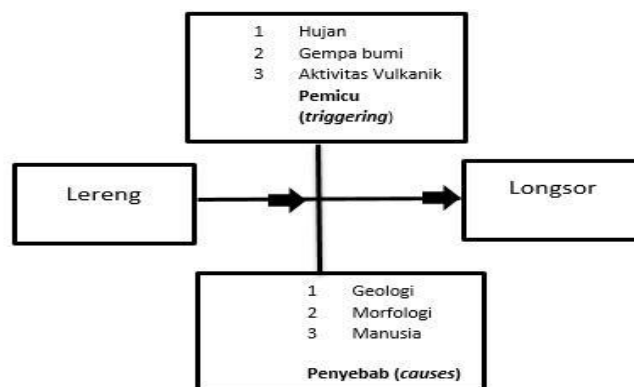 1 Hujan
2 Gempa bumi
3 Aktivitas Vulkanik
Pemicu
(triggering)
Lereng
Longsor
1 Geologi
2 Morfologi
3 Manusia
Penyebab (causes)